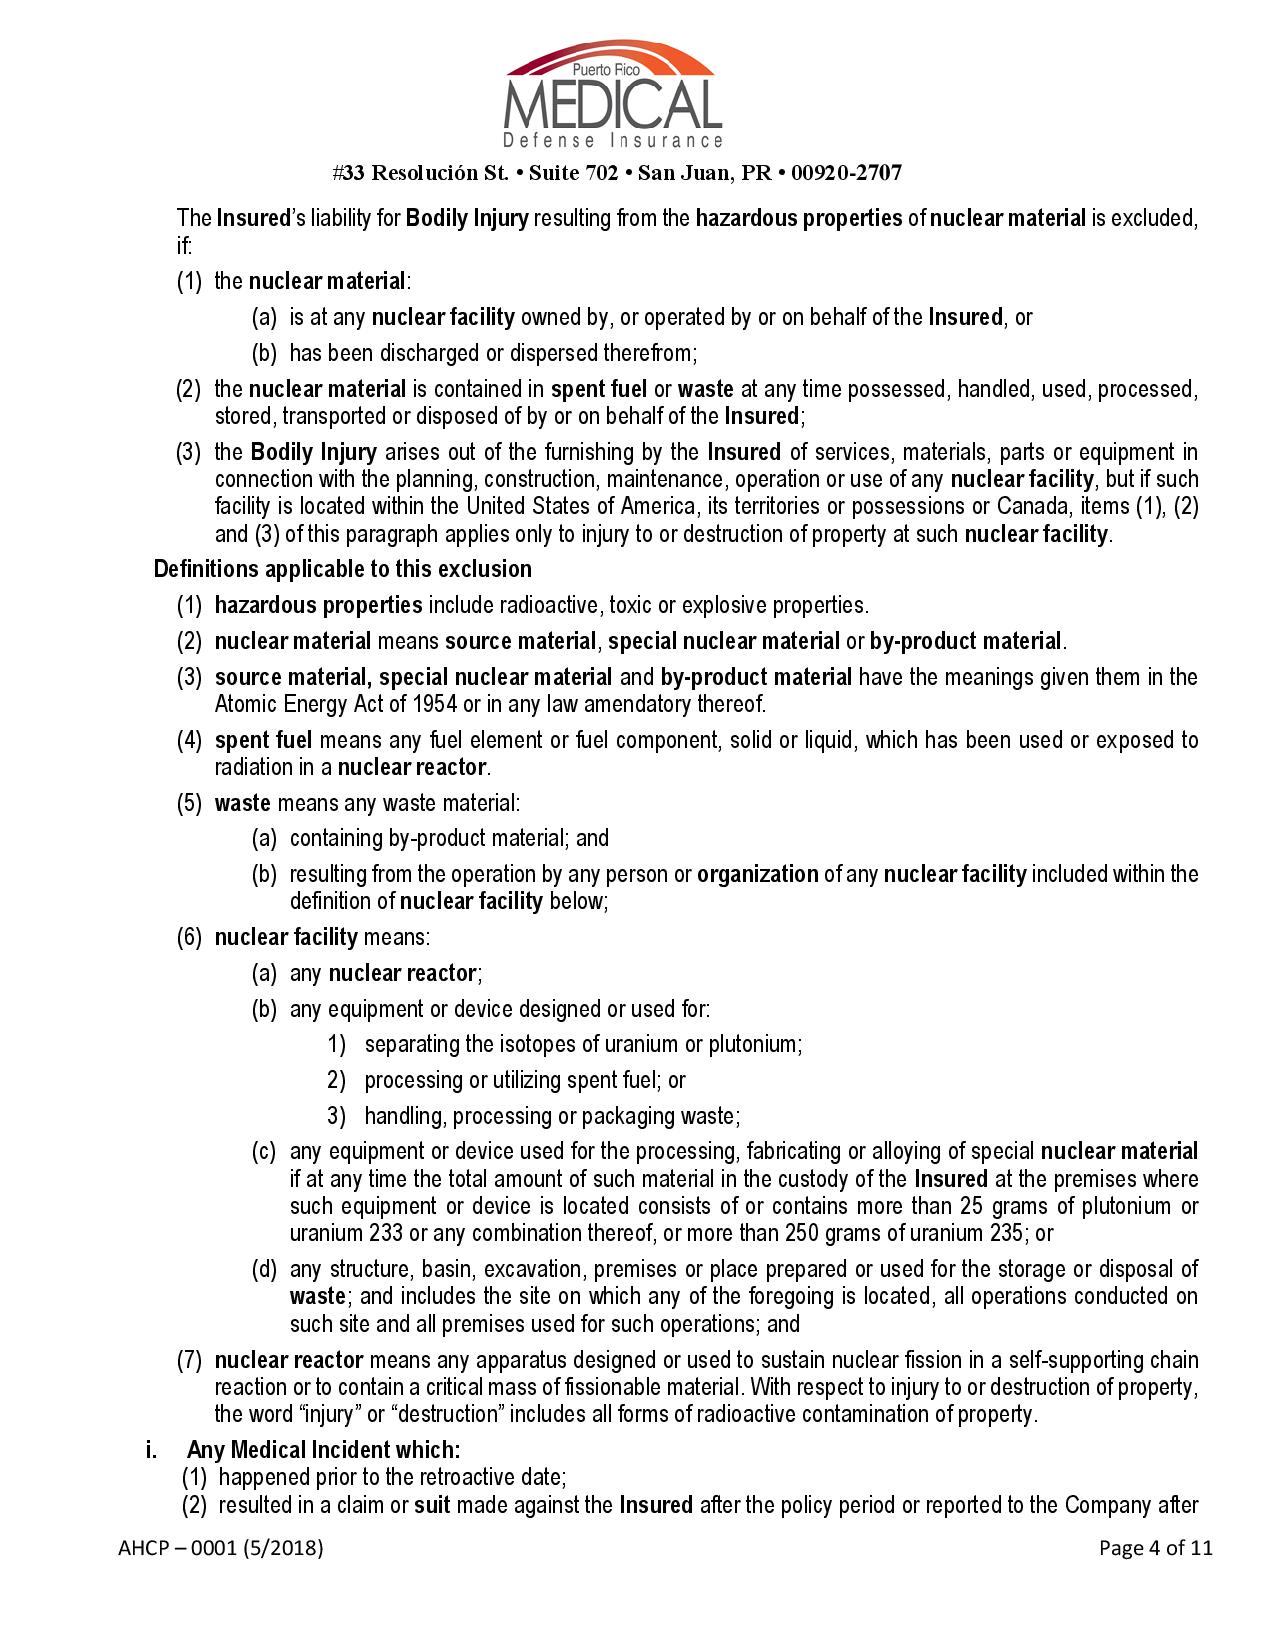 Puerto Rico
MEDICAL
Defense Insurance
#33 Resolución St. • Suite 702 • San Juan, PR • 00920-2707
The Insured’s liability for Bodily Injury resulting from the hazardous properties of nuclear material is excluded,
if:
(1) the nuclear material:
(a) is at any nuclear facility owned by, or operated by or on behalf of the Insured, or
(b) has been discharged or dispersed therefrom;
(2) the nuclear material is contained in spent fuel or waste at any time possessed, handled, used, processed,
stored, transported or disposed of by or on behalf of the Insured;
(3) the Bodily Injury arises out of the furnishing by the Insured of services, materials, parts or equipment in
connection with the planning, construction, maintenance, operation or use of any nuclear facility, but if such
facility is located within the United States of America, its territories or possessions or Canada, items (1), (2)
and (3) of this paragraph applies only to injury to or destruction of property at such nuclear facility.
Definitions applicable to this exclusion
(1) hazardous properties include radioactive, toxic or explosive properties.
(2) nuclear material means source material, special nuclear material or by-product material.
(3) source material, special nuclear material and by-product material have the meanings given them in the
Atomic Energy Act of 1954 or in any law amendatory thereof.
(4) spent fuel means any fuel element or fuel component, solid or liquid, which has been used or exposed to
radiation in a nuclear reactor.
(5) waste means any waste material:
(a) containing by-product material; and
(b) resulting from the operation by any person or organization of any nuclear facility included within the
definition of nuclear facility below;
(6) nuclear facility means:
(a) any nuclear reactor;
(b) any equipment or device designed or used for:
1) separating the isotopes of uranium or plutonium;
2) processing or utilizing spent fuel; or
3) handling, processing or packaging waste;
(c) any equipment or device used for the processing, fabricating or alloying of special nuclear material
if at any time the total amount of such material in the custody of the Insured at the premises where
such equipment or device is located consists of or contains more than 25 grams of plutonium or
uranium 233 or any combination thereof, or more than 250 grams of uranium 235; or
(d) any structure, basin, excavation, premises or place prepared or used for the storage or disposal of
waste; and includes the site on which any of the foregoing is located, all operations conducted on
such site and all premises used for such operations; and
(7) nuclear reactor means any apparatus designed or used to sustain nuclear fission in a self-supporting chain
reaction or to contain a critical mass of fissionable material. With respect to injury to or destruction of property,
the word “injury” or “destruction” includes all forms of radioactive contamination of property.
i. Any Medical Incident which:
(1) happened prior to the retroactive date;
(2) resulted in a claim or suit made against the Insured after the policy period or reported to the Company after
AHCP – 0001 (5/2018) Page 4 of 11